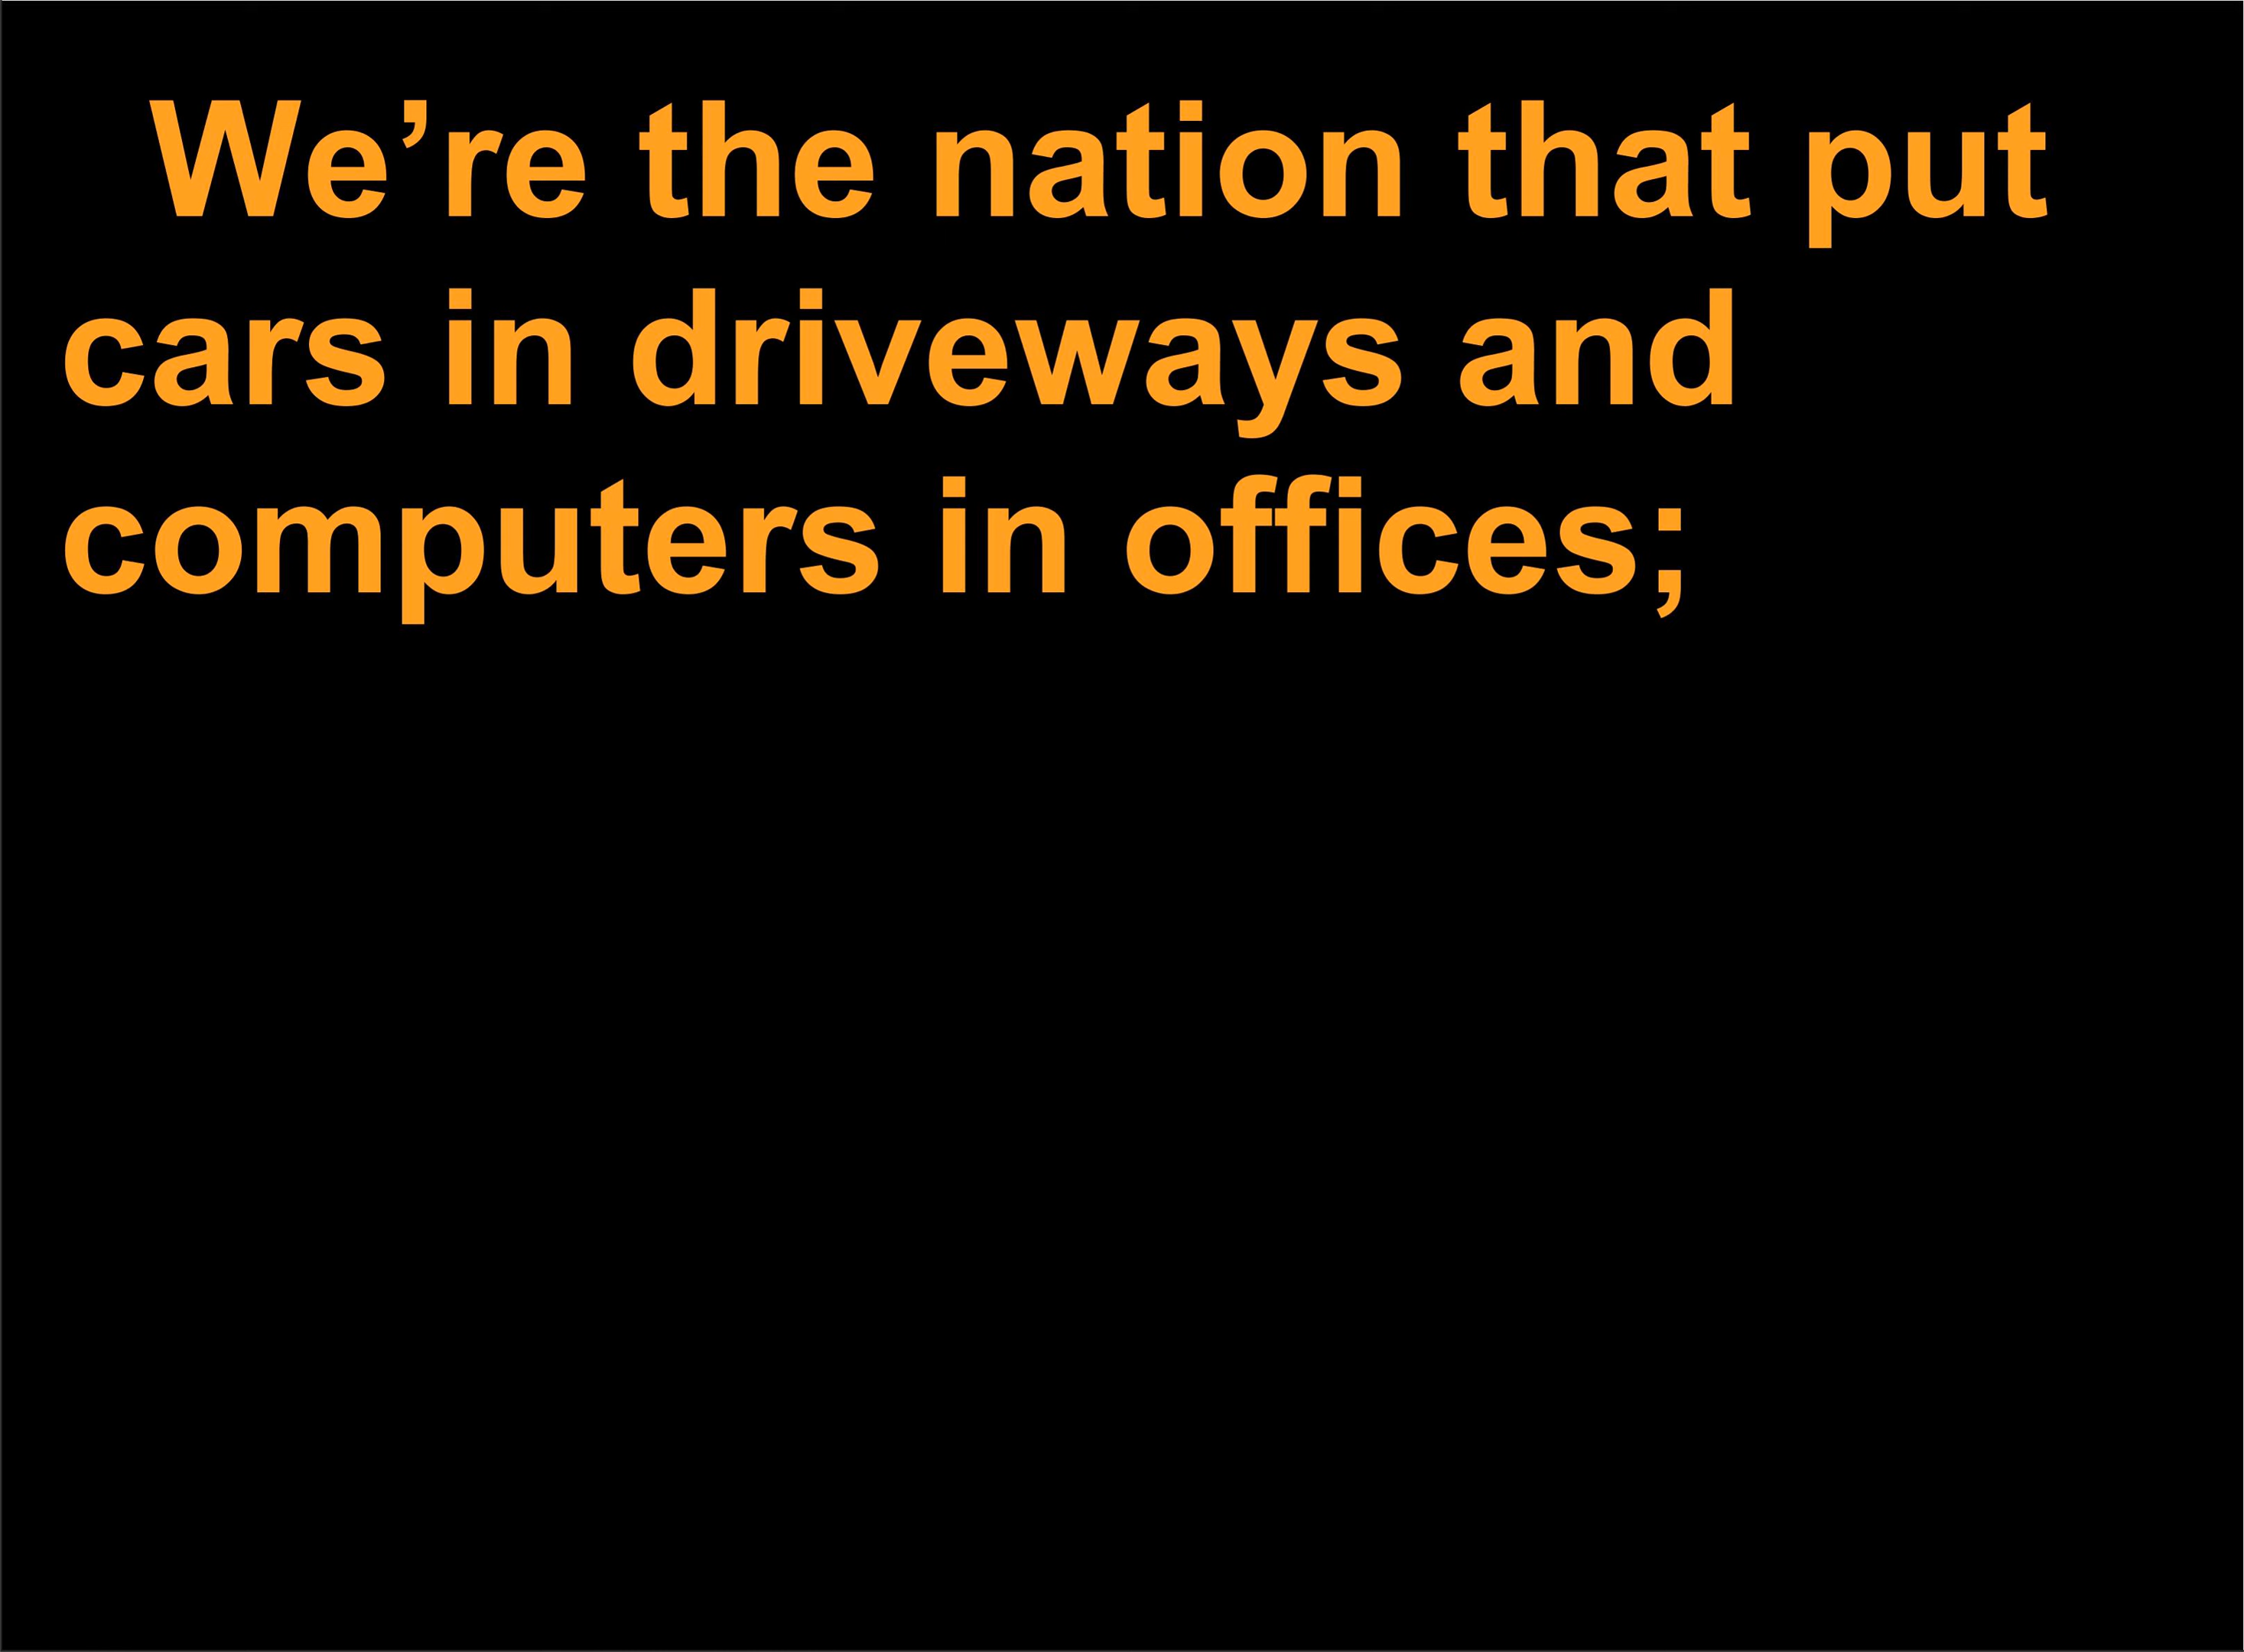 We’re the nation that put
cars in driveways and
computers in offices;